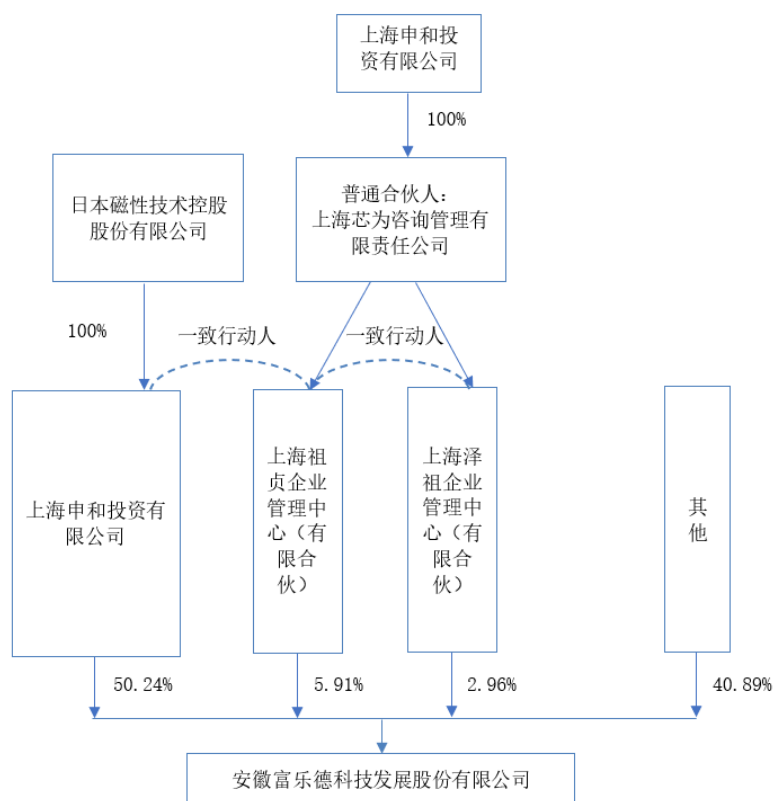 上海申和投
资有限公司
100%
日本磁性技术控股
股份有限公司
普通合伙人：
上海芯为咨询管理有
限责任公司
100%
一致行动人
一致行动人
上海申和投资有
限公司
上海祖
贞企业
管理中
心（有
限合
伙）
上海泽
祖企业
管理中
心（有
限合
伙）
其
他
50.24%
5.91%
2.96%
40.89%
安徽富乐德科技发展股份有限公司